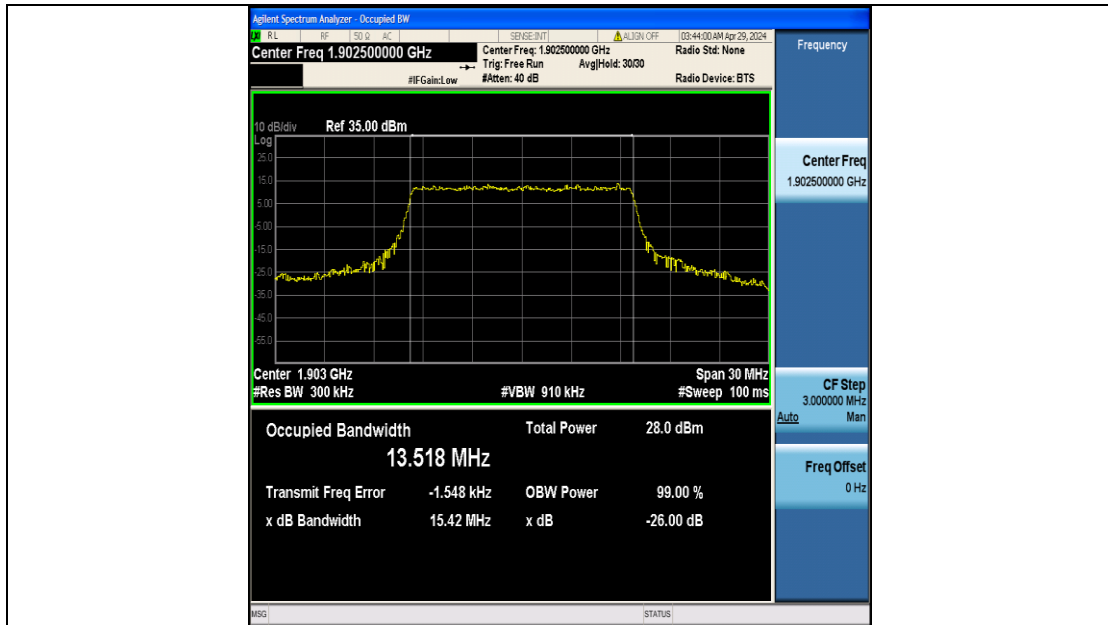 Agilent Spectrum Analyzer - Occupied BW
RL RF 50 Ω AC SENSE:INT ALIGN OFF 03:44:00 AM Apr 29, 2024
Center Freq 1.902500000 GHz
Center Freq: 1.902500000 GHz Radio Std: None
Trig: Free Run Avg|Hold: 30/30
#IFGain:Low #Atten: 40 dB Radio Device: BTS
10 dB/div Ref 35.00 dBm
Log
25.0
15.0
5.00
-5.00
-15.0
-25.0
-35.0
-45.0
-55.0
Center 1.903 GHz Span 30 MHz
#Res BW 300 kHz #VBW 910 kHz #Sweep 100 ms
Occupied Bandwidth Total Power 28.0 dBm
13.518 MHz
Transmit Freq Error -1.548 kHz OBW Power 99.00 %
x dB Bandwidth 15.42 MHz x dB -26.00 dB
MSG STATUS
Frequency
Center Freq
1.902500000 GHz
CF Step
3.000000 MHz
Auto Man
Freq Offset
0 Hz